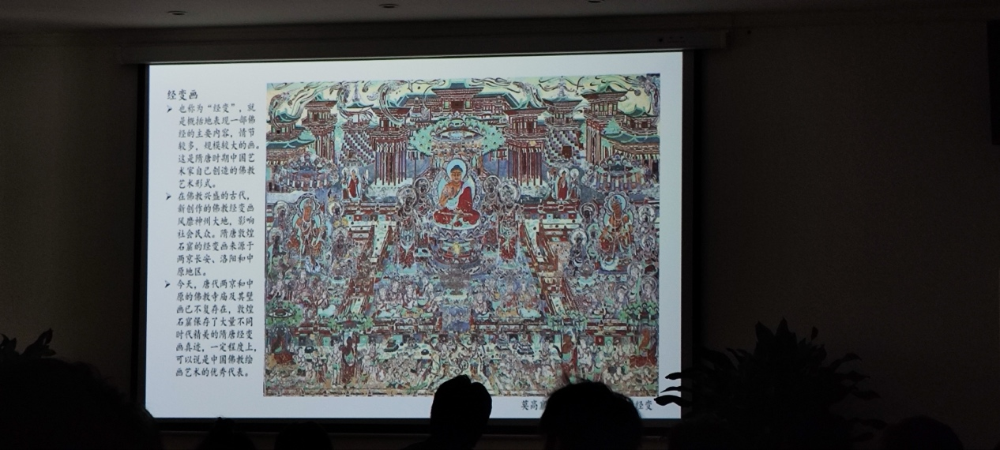 经变画
➢ 也称为“经变”，就
是概括地表现一部佛
经的主要内容，情节
较多，规模较大的画。
这是隋唐时期中国艺
术家自己创造的佛教
艺术形式。
➢ 在佛教兴盛的古代，
新创作的佛教经变画
风靡神州大地，影响
社会民众。隋唐敦煌
石窟的经变画来源于
两京长安、洛阳和中
原地区。
➢ 今天，唐代两京和中
原的佛教寺庙及其壁
画已不复存在，敦煌
石窟保存了大量不同
时代精美的隋唐经变
画真迹，一定程度上，
可以说是中国佛教绘
画艺术的优秀代表。
莫高 经变